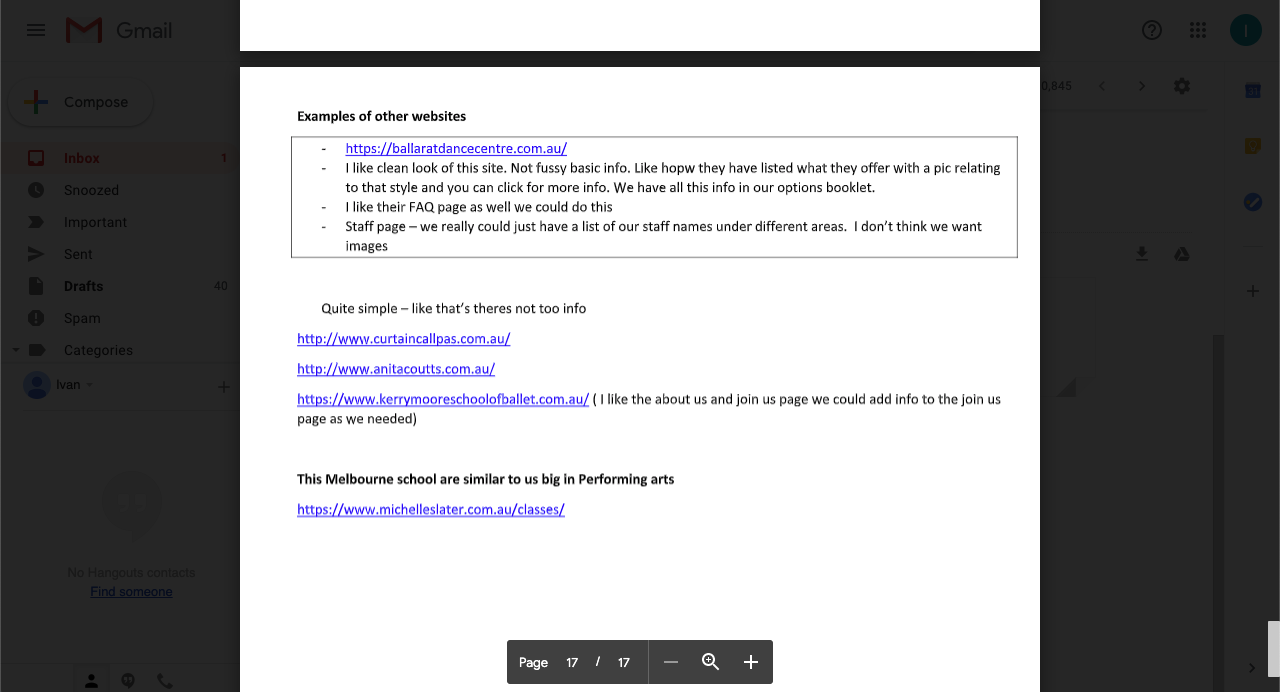 Gmail
0,845
Compose
Inbox 1
Snoozed
Important
Sent
Drafts 40
Spam
Categories
Ivan
No Hangouts contacts
Find someone
Examples of other websites
- https://ballaratdancecentre.com.au/
- I like clean look of this site. Not fussy basic info. Like hopw they have listed what they offer with a pic relating
to that style and you can click for more info. We have all this info in our options booklet.
- I like their FAQ page as well we could do this
- Staff page – we really could just have a list of our staff names under different areas. I don't think we want
images
Quite simple – like that's theres not too info
http://www.curtaincallpas.com.au/
http://www.anitacoutts.com.au/
https://www.kerrymooreschoolofballet.com.au/ ( I like the about us and join us page we could add info to the join us
page as we needed)
This Melbourne school are similar to us big in Performing arts
https://www.michelleslater.com.au/classes/
Page 17 / 17
I
31